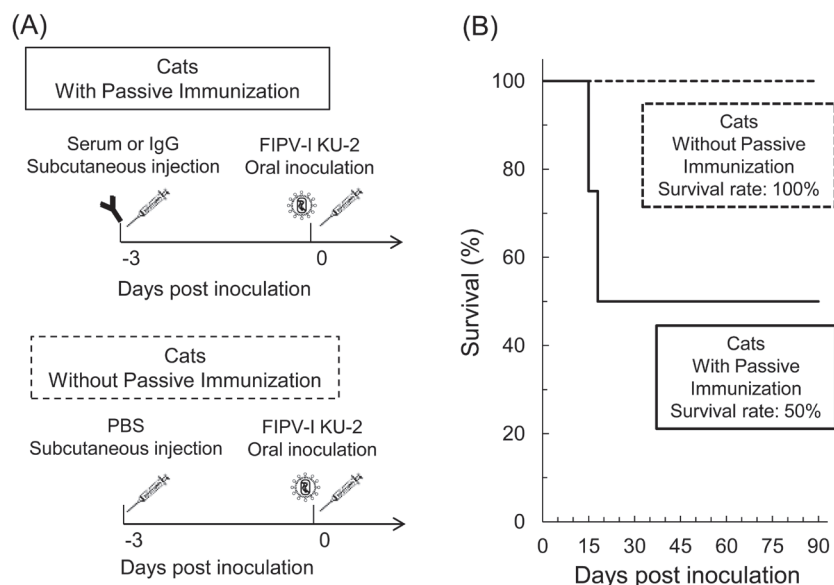 (A)
Cats
With Passive Immunization
Serum or IgG
Subcutaneous injection
FIPV-I KU-2
Oral inoculation
-3
0
Days post inoculation
Cats
Without Passive Immunization
PBS
Subcutaneous injection
FIPV-I KU-2
Oral inoculation
-3
0
Days post inoculation
(B)
Survival (%)
100
80
60
40
20
0
Cats
Without Passive
Immunization
Survival rate: 100%
Cats
With Passive
Immunization
Survival rate: 50%
0 15 30 45 60 75 90
Days post inoculation